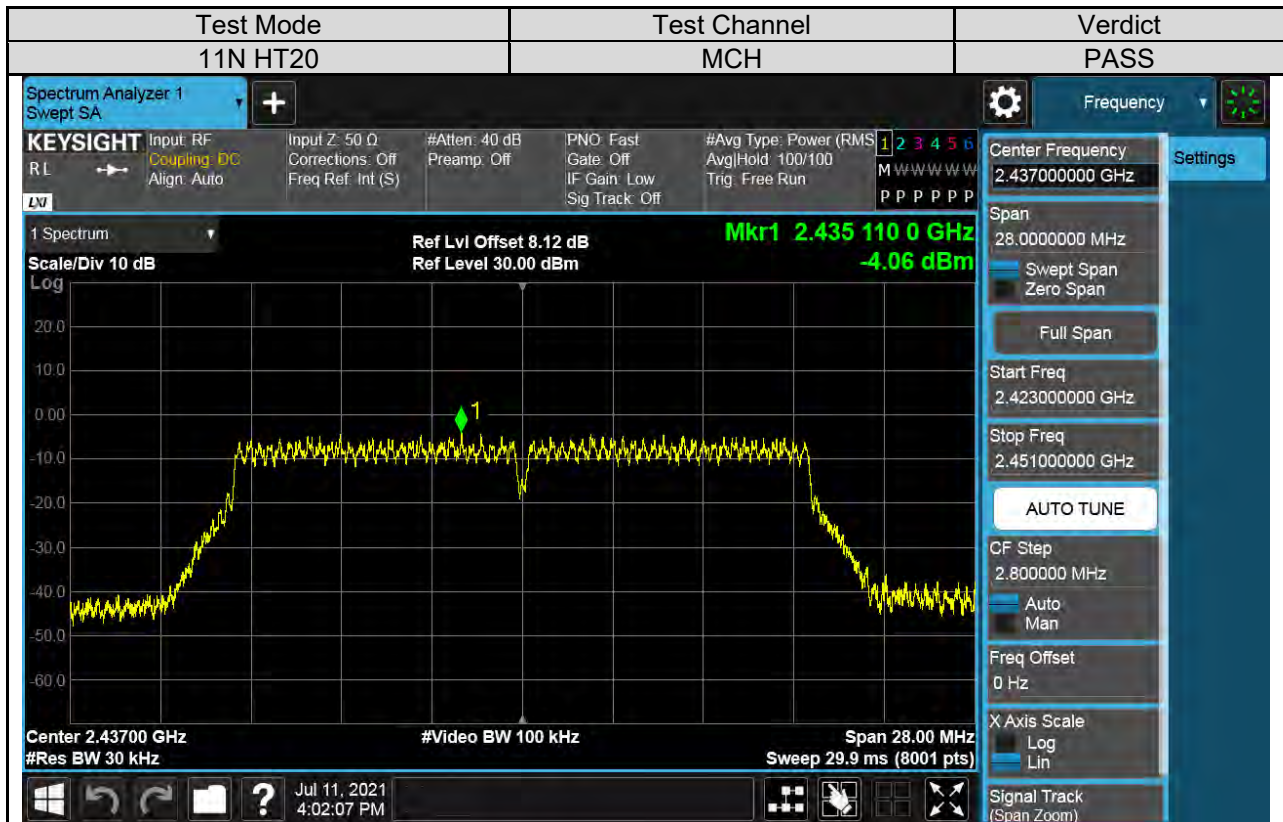 Test Mode Test Channel Verdict
11N HT20 MCH PASS
Spectrum Analyzer 1
Swept SA
+
Frequency
KEYSIGHT
RL
LXI
Input: RF
Coupling: DC
Align: Auto
Input Z: 50 Ω
Corrections: Off
Freq Ref: Int (S)
#Atten: 40 dB
Preamp: Off
PNO: Fast
Gate: Off
IF Gain: Low
Sig Track: Off
#Avg Type: Power (RMS
Avg|Hold: 100/100
Trig: Free Run
1 2 3 4 5 6
M W W W W W
P P P P P P
1 Spectrum
Scale/Div 10 dB
Ref Lvl Offset 8.12 dB
Ref Level 30.00 dBm
Mkr1 2.435 110 0 GHz
-4.06 dBm
Log
20.0
10.0
0.00
-10.0
-20.0
-30.0
-40.0
-50.0
-60.0
1
Center 2.43700 GHz
#Res BW 30 kHz
#Video BW 100 kHz
Span 28.00 MHz
Sweep 29.9 ms (8001 pts)
?
Jul 11, 2021
4:02:07 PM
Center Frequency
2.437000000 GHz
Settings
Span
28.0000000 MHz
Swept Span
Zero Span
Full Span
Start Freq
2.423000000 GHz
Stop Freq
2.451000000 GHz
AUTO TUNE
CF Step
2.800000 MHz
Auto
Man
Freq Offset
0 Hz
X Axis Scale
Log
Lin
Signal Track
(Span Zoom)